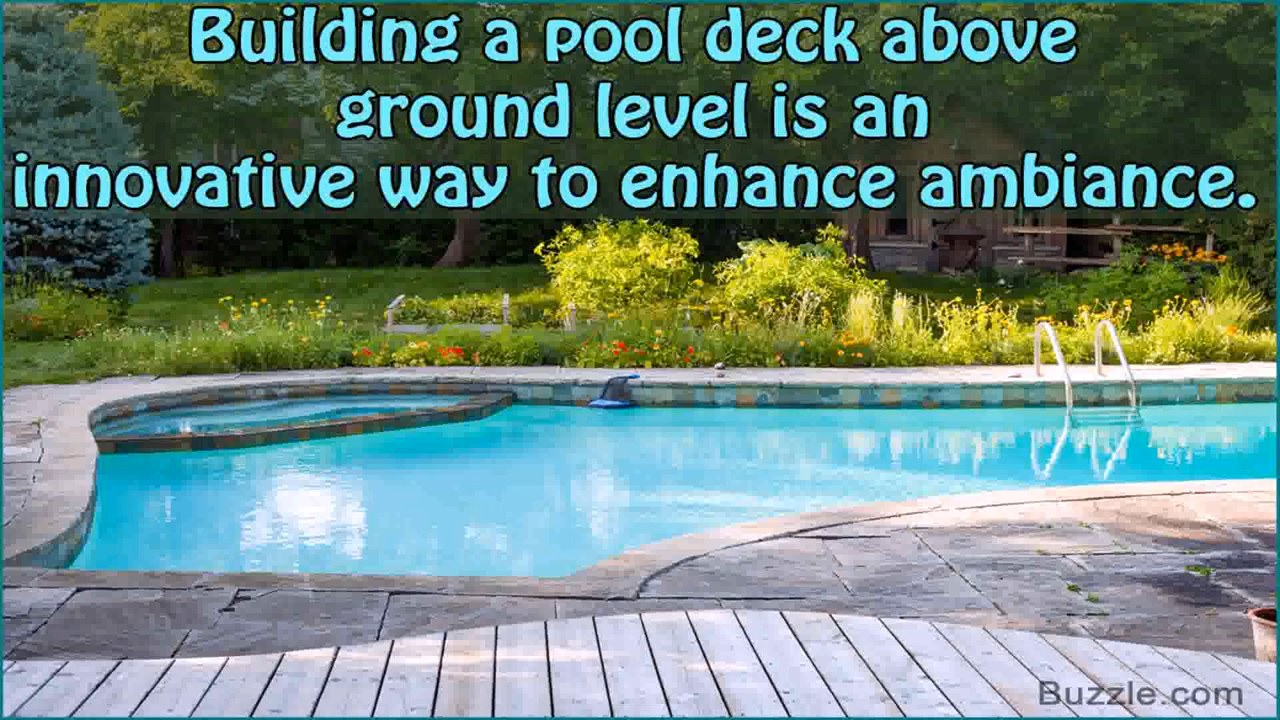 Building a pool deck above
ground level is an
innovative way to enhance ambiance.
Buzzle.com